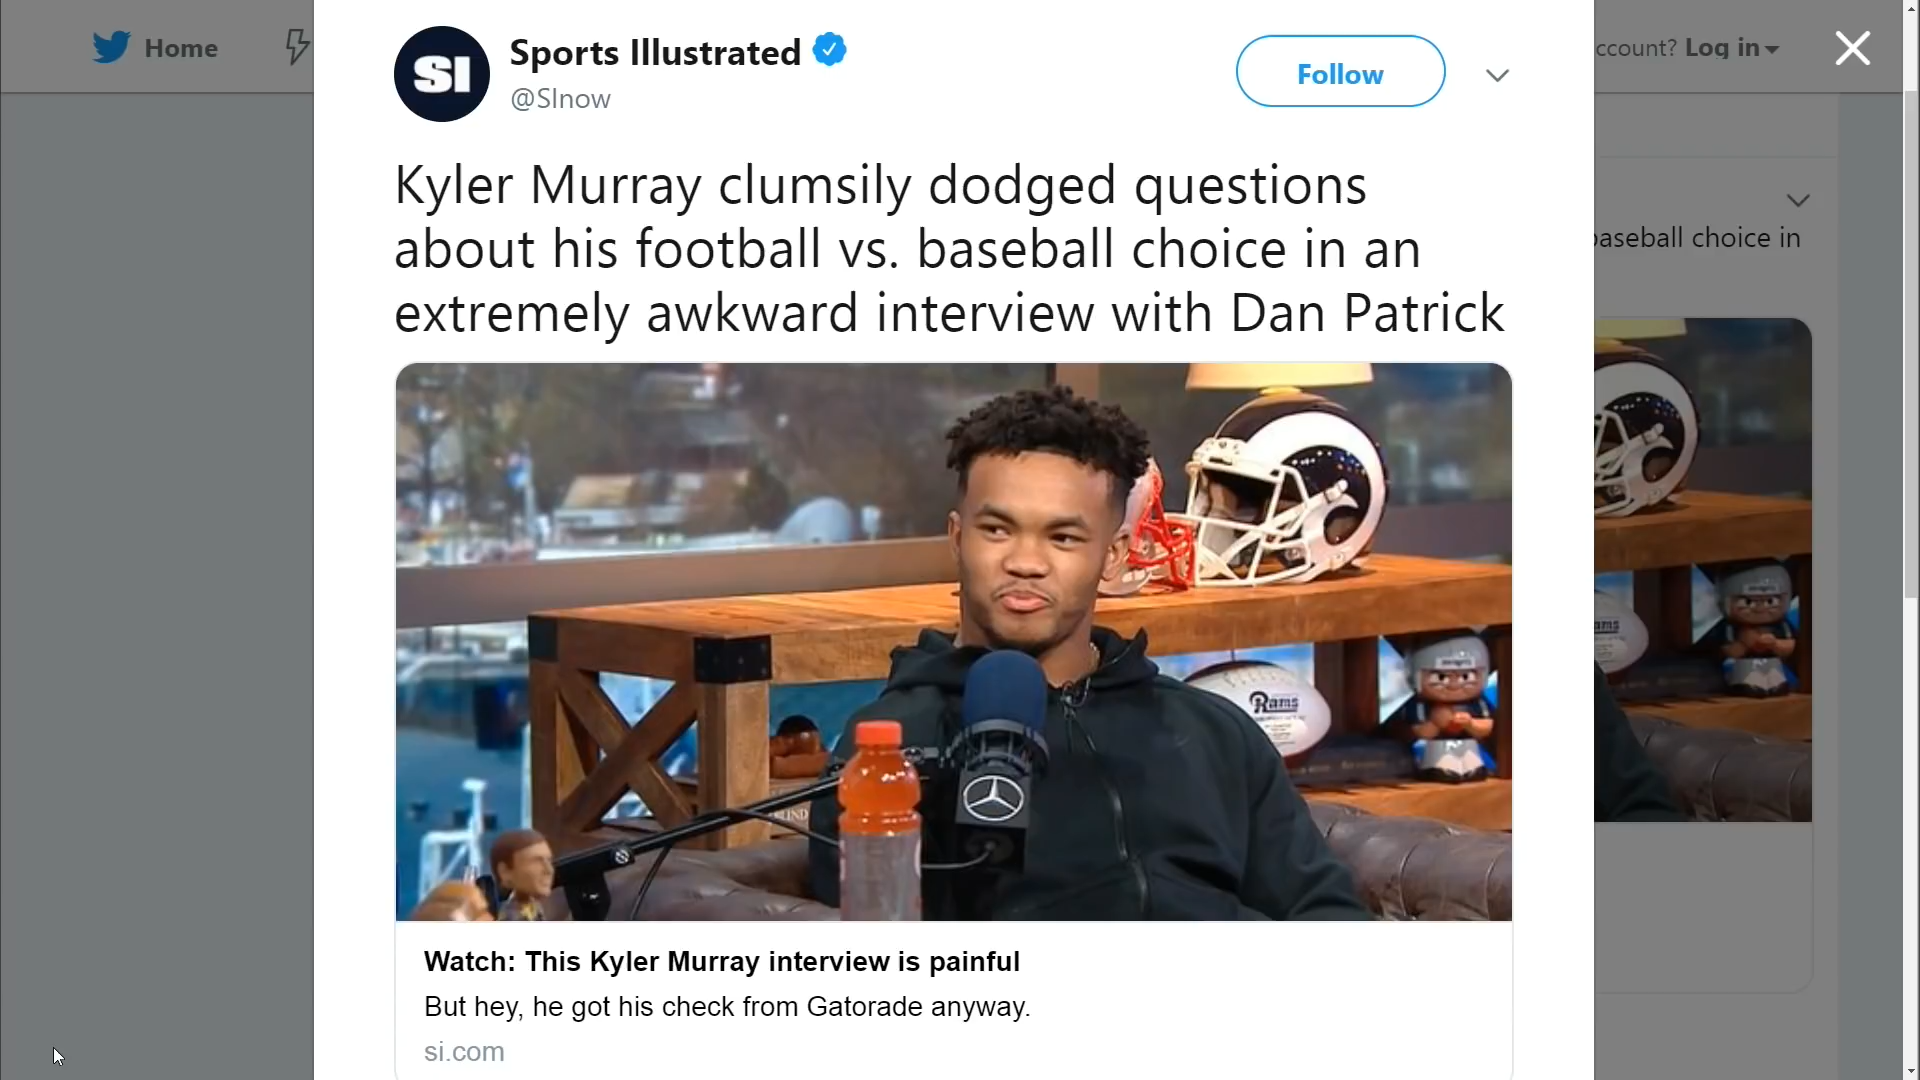 Home
SI
Sports Illustrated
@SInow
Follow
ccount? Log in
Kyler Murray clumsily dodged questions
about his football vs. baseball choice in an
extremely awkward interview with Dan Patrick
baseball choice in
Rams
Watch: This Kyler Murray interview is painful
But hey, he got his check from Gatorade anyway.
si.com